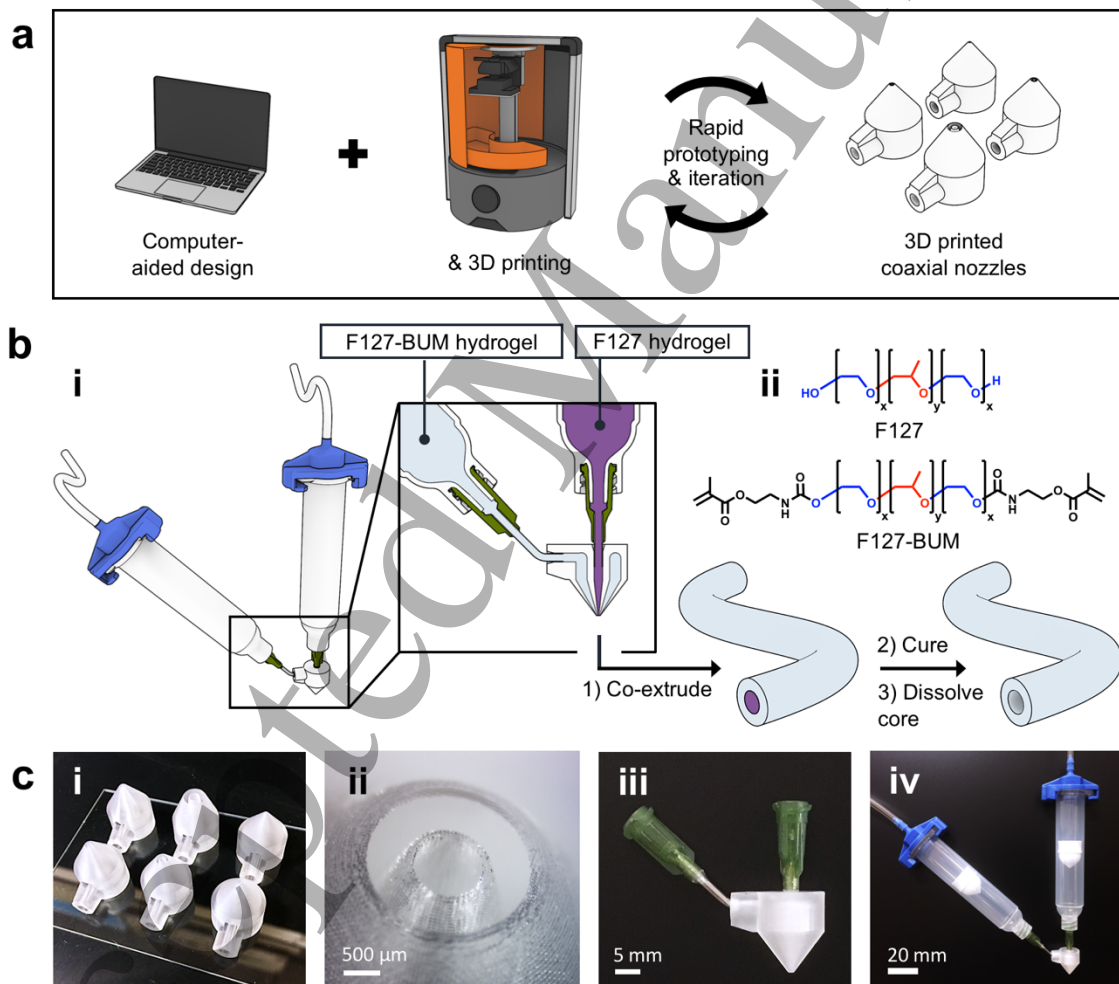 a
Computer-
aided design
& 3D printing
Rapid
prototyping
& iteration
3D printed
coaxial nozzles
b
i
F127-BUM hydrogel
F127 hydrogel
1) Co-extrude
2) Cure
3) Dissolve
core
ii
HO
O
x
O
y
O
H
x
F127
O
O
N
H
O
O
O
x
O
y
O
x
O
N
H
O
O
F127-BUM
c
i
ii
500 μm
iii
5 mm
iv
20 mm